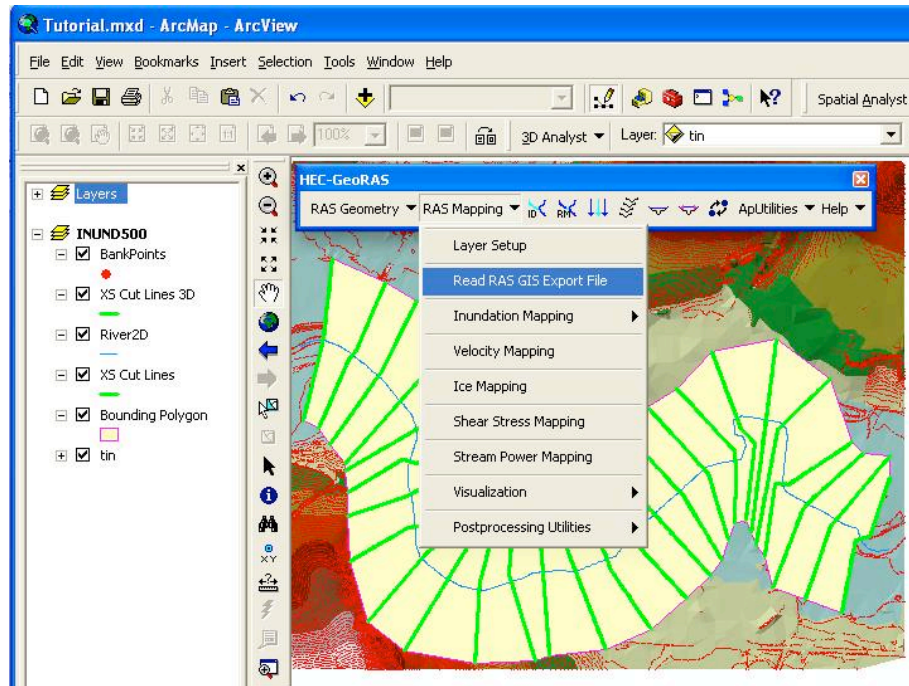 Tutorial.mxd - ArcMap - ArcView
File Edit View Bookmarks Insert Selection Tools Window Help
Spatial Analyst
100% 3D Analyst Layer: tin
HEC-GeoRAS
RAS Geometry RAS Mapping ID RM ApUtilities Help
Layers
INUND500
BankPoints
XS Cut Lines 3D
River2D
XS Cut Lines
Bounding Polygon
tin
Layer Setup
Read RAS GIS Export File
Inundation Mapping
Velocity Mapping
Ice Mapping
Shear Stress Mapping
Stream Power Mapping
Visualization
Postprocessing Utilities
XY